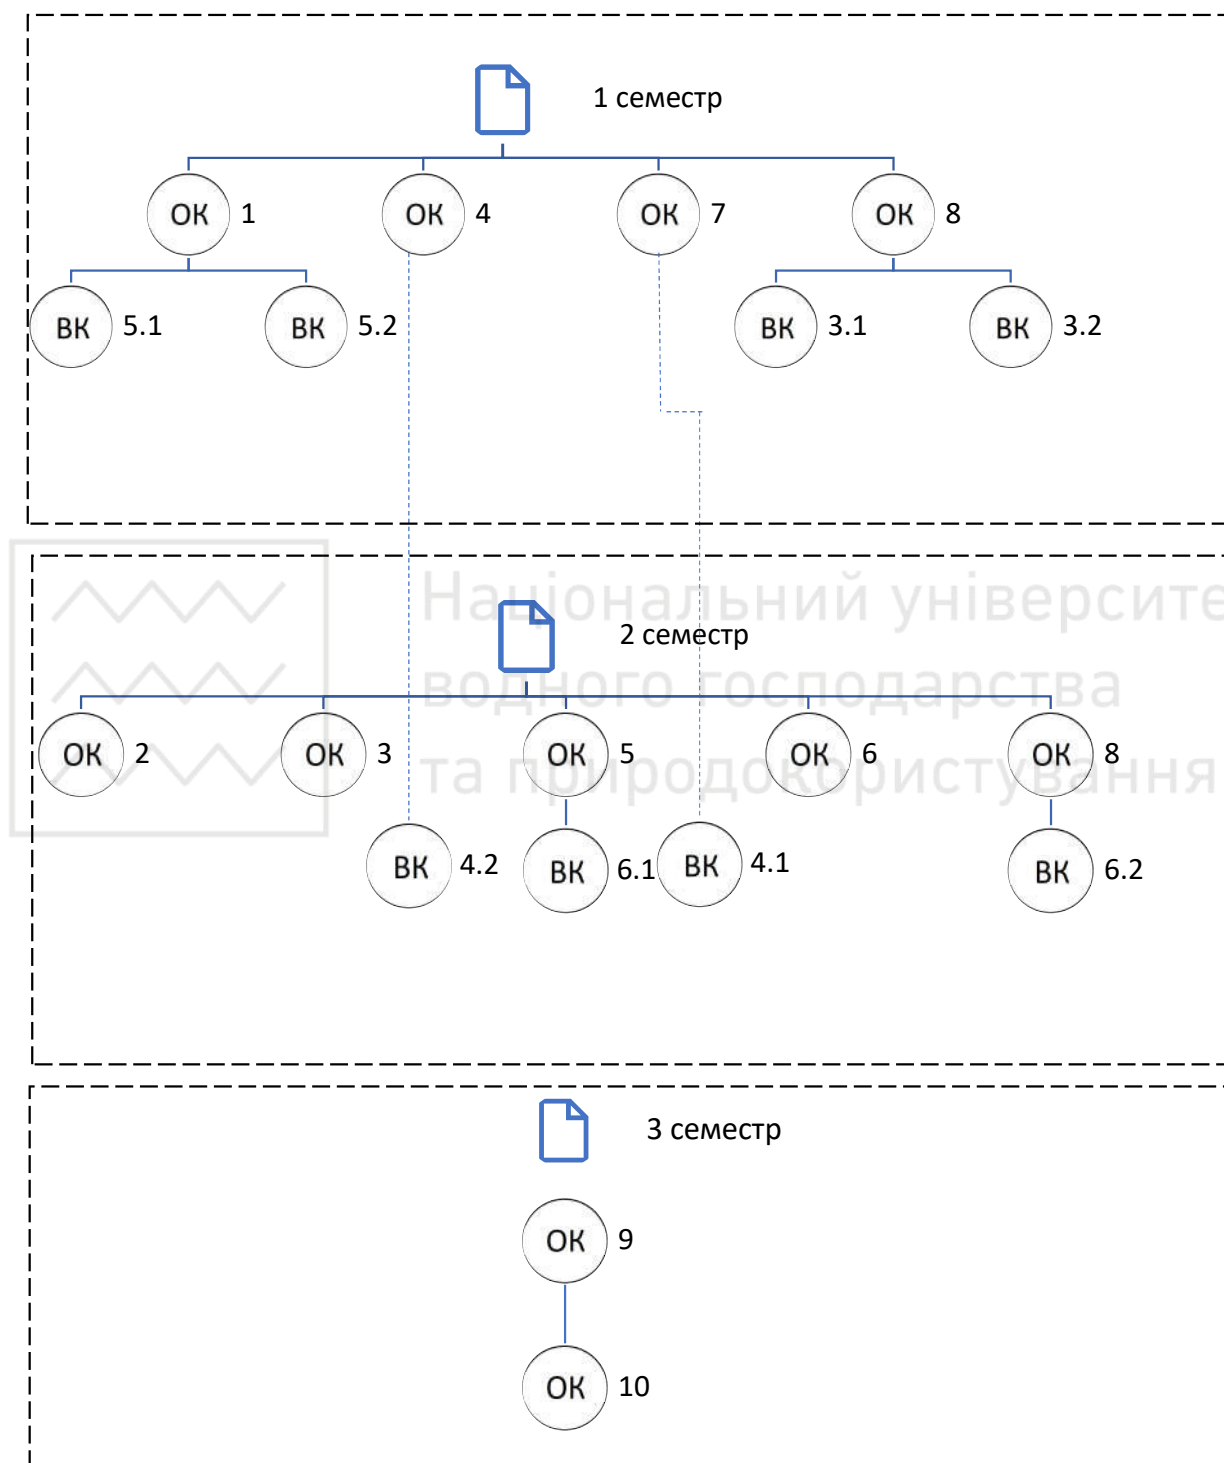 1 семестр
ОК 1 ОК 4 ОК 7 ОК 8
ВК 5.1 ВК 5.2 ВК 3.1 ВК 3.2
Національний університе
2 семестр
водного господарства
ОК 2 ОК 3 ОК 5 ОК 6 ОК 8
та природокористування
ВК 4.2 ВК 6.1 ВК 4.1 ВК 6.2
3 семестр
ОК 9
ОК 10